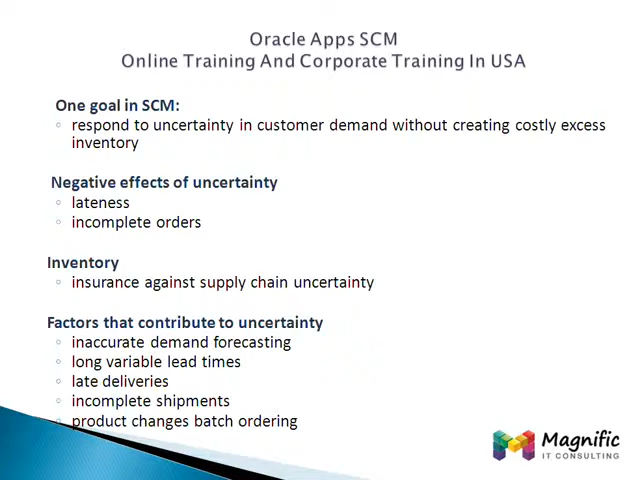 Oracle Apps SCM
Online Training And Corporate Training In USA
One goal in SCM:
◦ respond to uncertainty in customer demand without creating costly excess
inventory
Negative effects of uncertainty
◦ lateness
◦ incomplete orders
Inventory
◦ insurance against supply chain uncertainty
Factors that contribute to uncertainty
◦ inaccurate demand forecasting
◦ long variable lead times
◦ late deliveries
◦ incomplete shipments
◦ product changes batch ordering
Magnific
IT CONSULTING